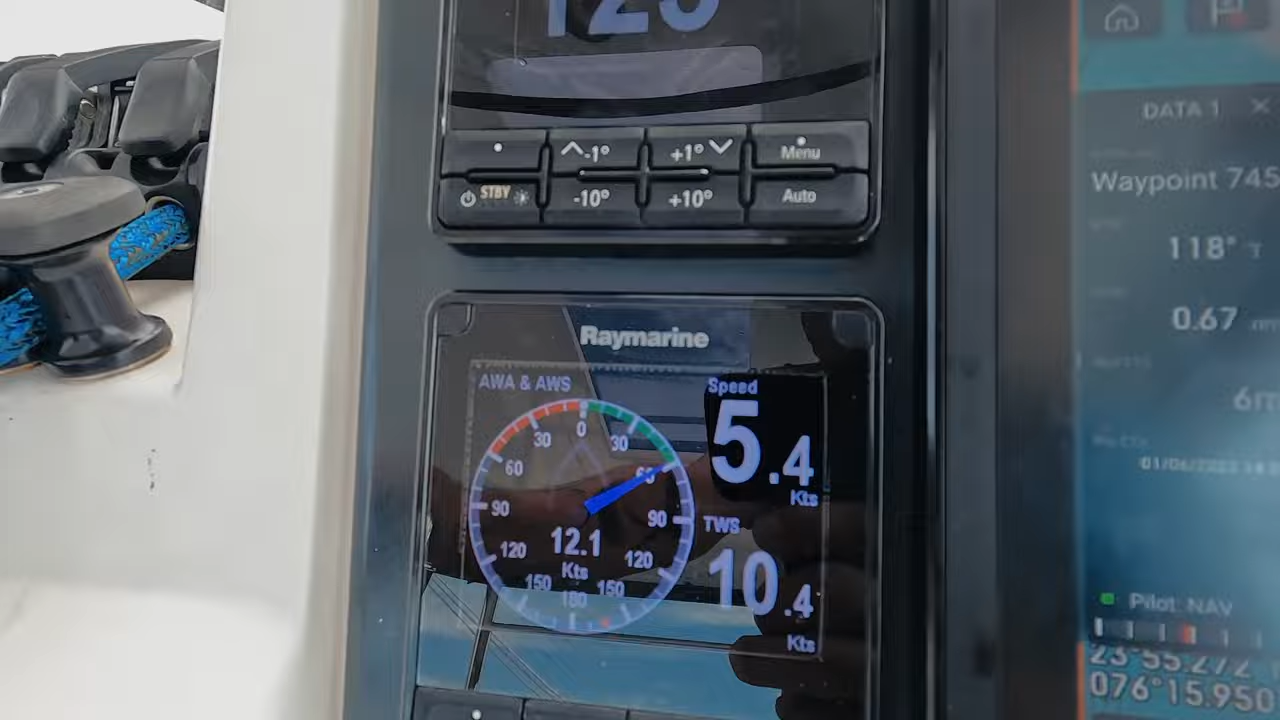 123
-1°
+1°
Menu
STBY
-10°
+10°
Auto
Raymarine
AWA & AWS
Speed
5.4
Kts
0
30
30
60
60
90
90
12.1
Kts
120
120
150
150
180
TWS
10.4
Kts
DATA 1
Waypoint 745
118° T
0.67
Pilot: NAV
23°55.272
076°15.950